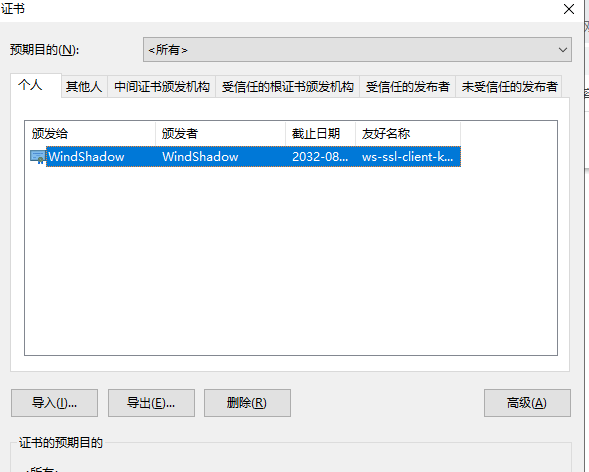 证书
预期目的(N):
<所有>
个人 其他人 中间证书颁发机构 受信任的根证书颁发机构 受信任的发布者 未受信任的发布者
颁发给 颁发者 截止日期 友好名称
WindShadow WindShadow 2032-08... ws-ssl-client-k...
导入(I)... 导出(E)... 删除(R) 高级(A)
证书的预期目的
<所有>